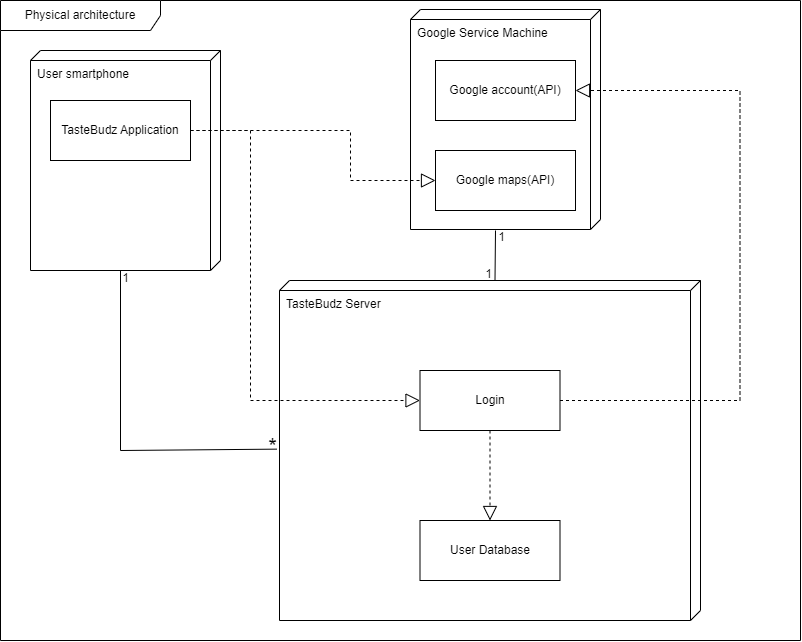 Physical architecture
Google Service Machine
User smartphone
Google account(API)
TasteBudz Application
Google maps(API)
1
1
1
TasteBudz Server
Login
*
User Database